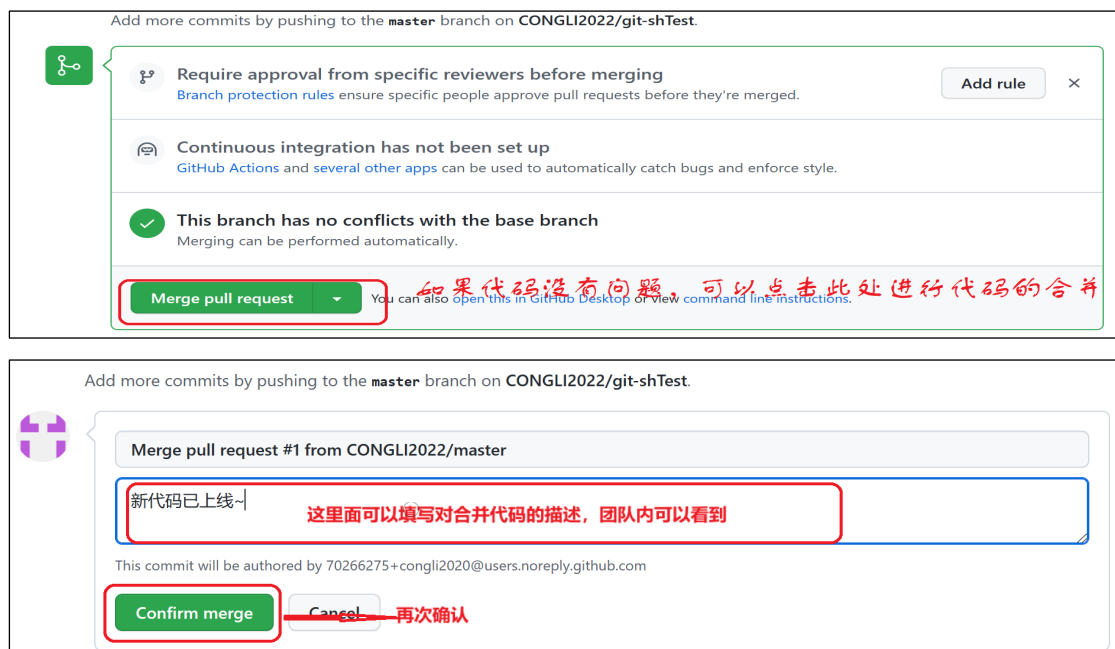 Add more commits by pushing to the master branch on CONGLI2022/git-shTest.
Require approval from specific reviewers before merging
Branch protection rules ensure specific people approve pull requests before they're merged.
Add rule
Continuous integration has not been set up
GitHub Actions and several other apps can be used to automatically catch bugs and enforce style.
This branch has no conflicts with the base branch
Merging can be performed automatically.
如果代码没有问题，可以点击此处进行代码的合并
Merge pull request
You can also open this in GitHub Desktop or view command line instructions.
Add more commits by pushing to the master branch on CONGLI2022/git-shTest.
Merge pull request #1 from CONGLI2022/master
新代码已上线~
这里面可以填写对合并代码的描述，团队内可以看到
This commit will be authored by 70266275+congli2020@users.noreply.github.com
Confirm merge
Cancel
再次确认